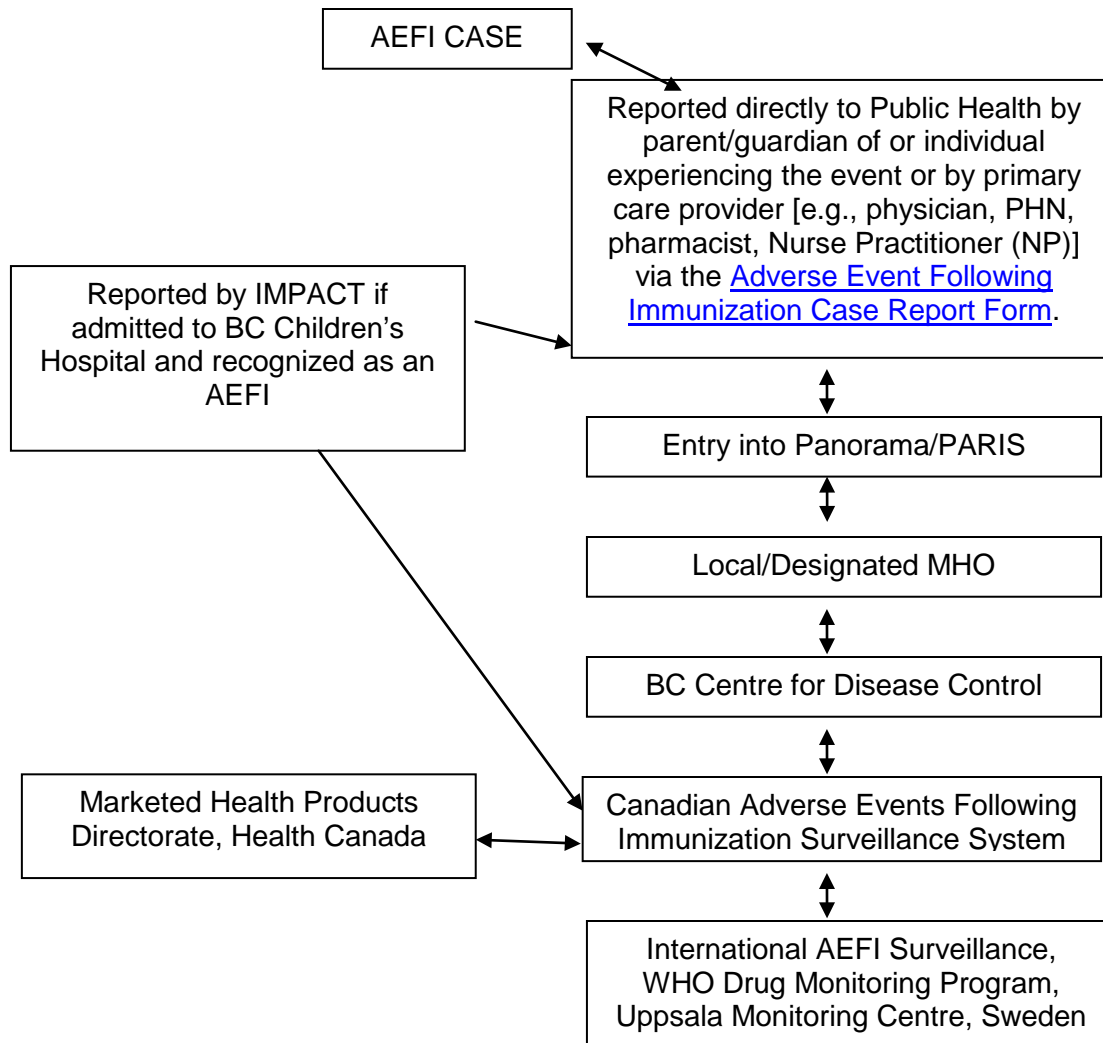 AEFI CASE
Reported directly to Public Health by
parent/guardian of or individual
experiencing the event or by primary
care provider [e.g., physician, PHN,
pharmacist, Nurse Practitioner (NP)]
via the Adverse Event Following
Immunization Case Report Form.
Reported by IMPACT if
admitted to BC Children’s
Hospital and recognized as an
AEFI
Entry into Panorama/PARIS
Local/Designated MHO
BC Centre for Disease Control
Marketed Health Products
Directorate, Health Canada
Canadian Adverse Events Following
Immunization Surveillance System
International AEFI Surveillance,
WHO Drug Monitoring Program,
Uppsala Monitoring Centre, Sweden